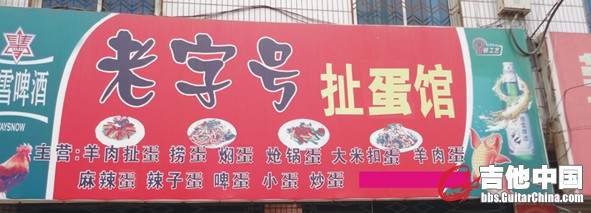 老字号 扯蛋馆
雪啤酒
AYSNOW
主营:羊肉扯蛋 捞蛋 焖蛋 炝锅蛋 大米扣蛋 羊肉蛋
麻辣蛋 辣子蛋 啤蛋 小蛋 炒蛋
吉他中国
bbs.GuitarChina.com